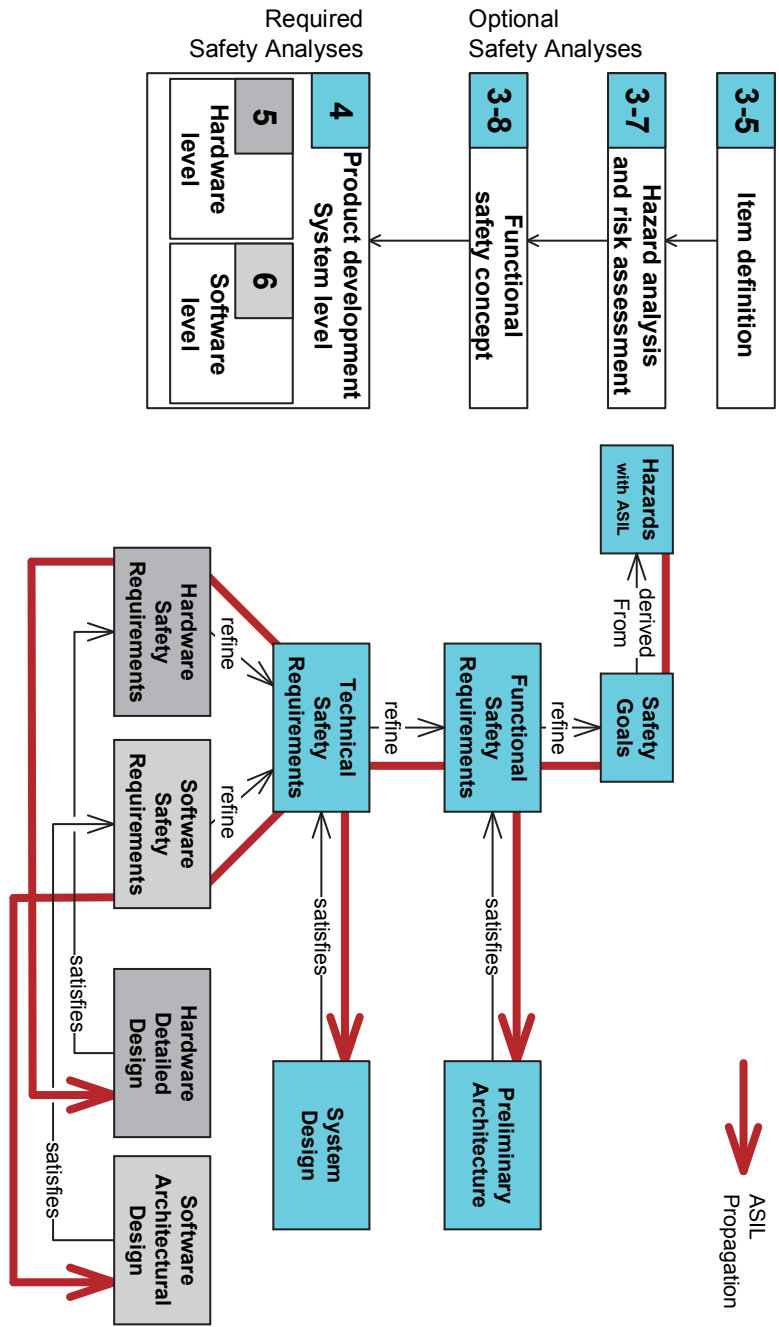 Required
Safety Analyses
Optional
Safety Analyses
3-5
Item definition
3-7
Hazard analysis
and risk assessment
3-8
Functional
safety concept
4
Product development
System level
5
Hardware
level
6
Software
level
Hazards
with ASIL
derived
From
Safety
Goals
refine
Functional
Safety
Requirements
satisfies
Preliminary
Architecture
refine
Technical
Safety
Requirements
satisfies
System
Design
refine
Hardware
Safety
Requirements
refine
Software
Safety
Requirements
satisfies
Hardware
Detailed
Design
satisfies
Software
Architectural
Design
ASIL
Propagation